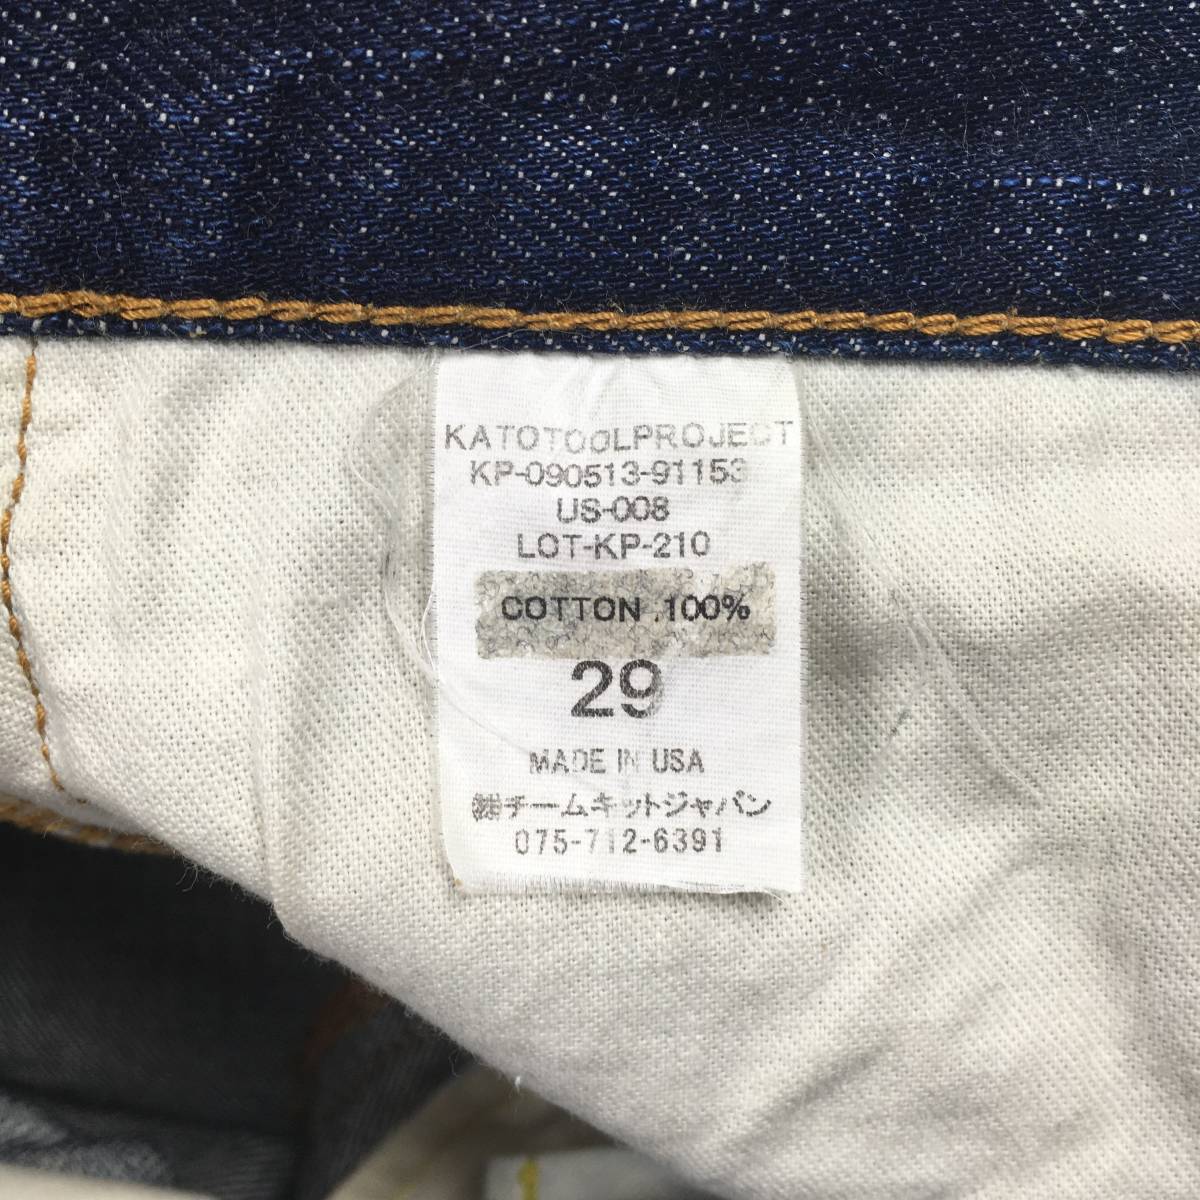 KATOTOOLPROJECT
KP-090513-91153
US-008
LOT-KP-210
COTTON .100%
29
MADE IN USA
㈱チームキットジャパン
075-712-6391